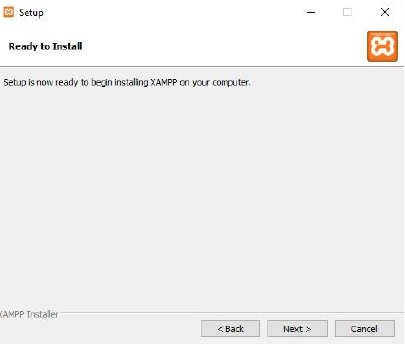 Setup
Ready to Install
Setup is now ready to begin installing XAMPP on your computer.
XAMPP Installer
< Back
Next >
Cancel